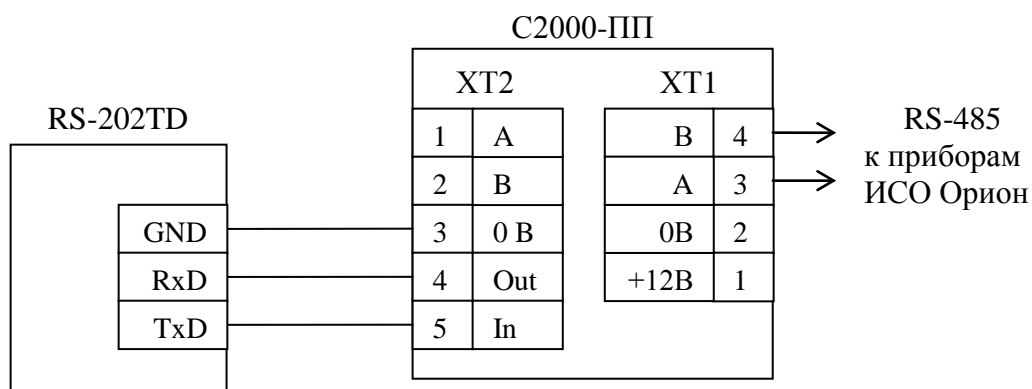 С2000-ПП
XT2
XT1
RS-202TD
1 A
2 B
3 0 В
4 Out
5 In
B 4
A 3
0В 2
+12В 1
GND
RxD
TxD
RS-485
к приборам
ИСО Орион